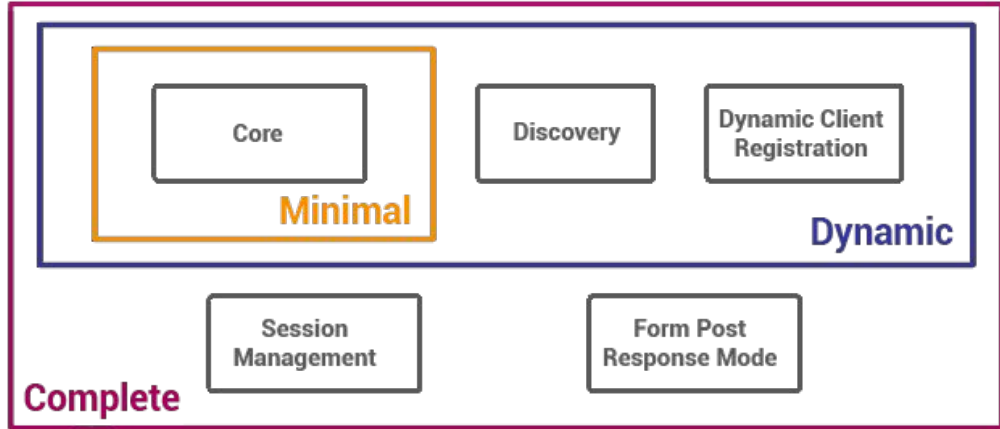 Core
Discovery
Dynamic Client
Registration
Minimal
Dynamic
Session
Management
Form Post
Response Mode
Complete